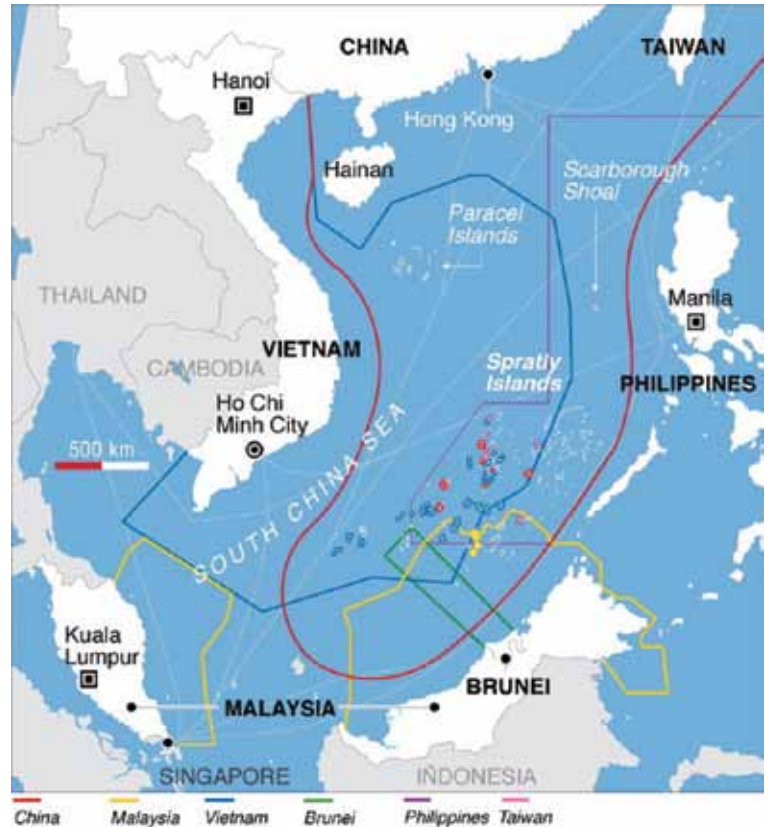 CHINA
TAIWAN
Hanoi
Hong Kong
Hainan
Scarborough
Shoal
Paracel
Islands
THAILAND
Manila
VIETNAM
CAMBODIA
Spratly
Islands
PHILIPPINES
Ho Chi
Minh City
500 km
SOUTH CHINA SEA
Kuala
Lumpur
BRUNEI
MALAYSIA
SINGAPORE
INDONESIA
China
Malaysia
Vietnam
Brunei
Philippines
Taiwan